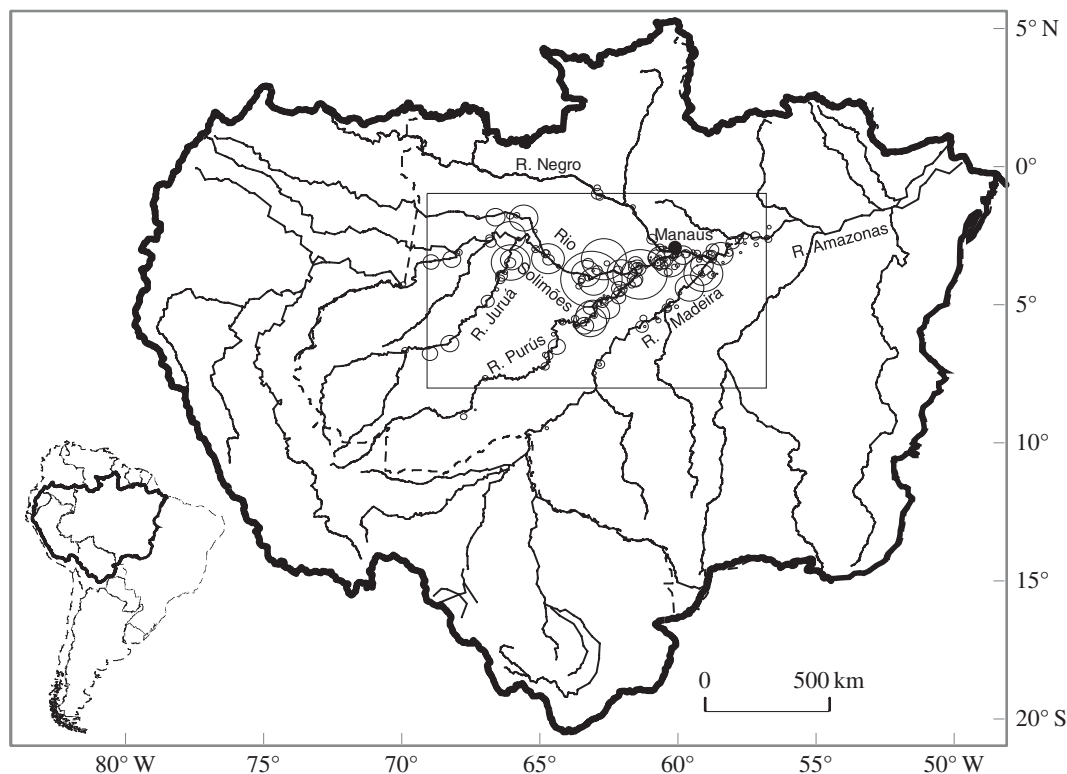 5° N
0°
5°
10°
15°
20° S
R. Negro
Rio
Solimões
Manaus
R. Amazonas
R. Madeira
R. Juruá
R. Purús
0 500 km
80° W 75° 70° 65° 60° 55° 50° W